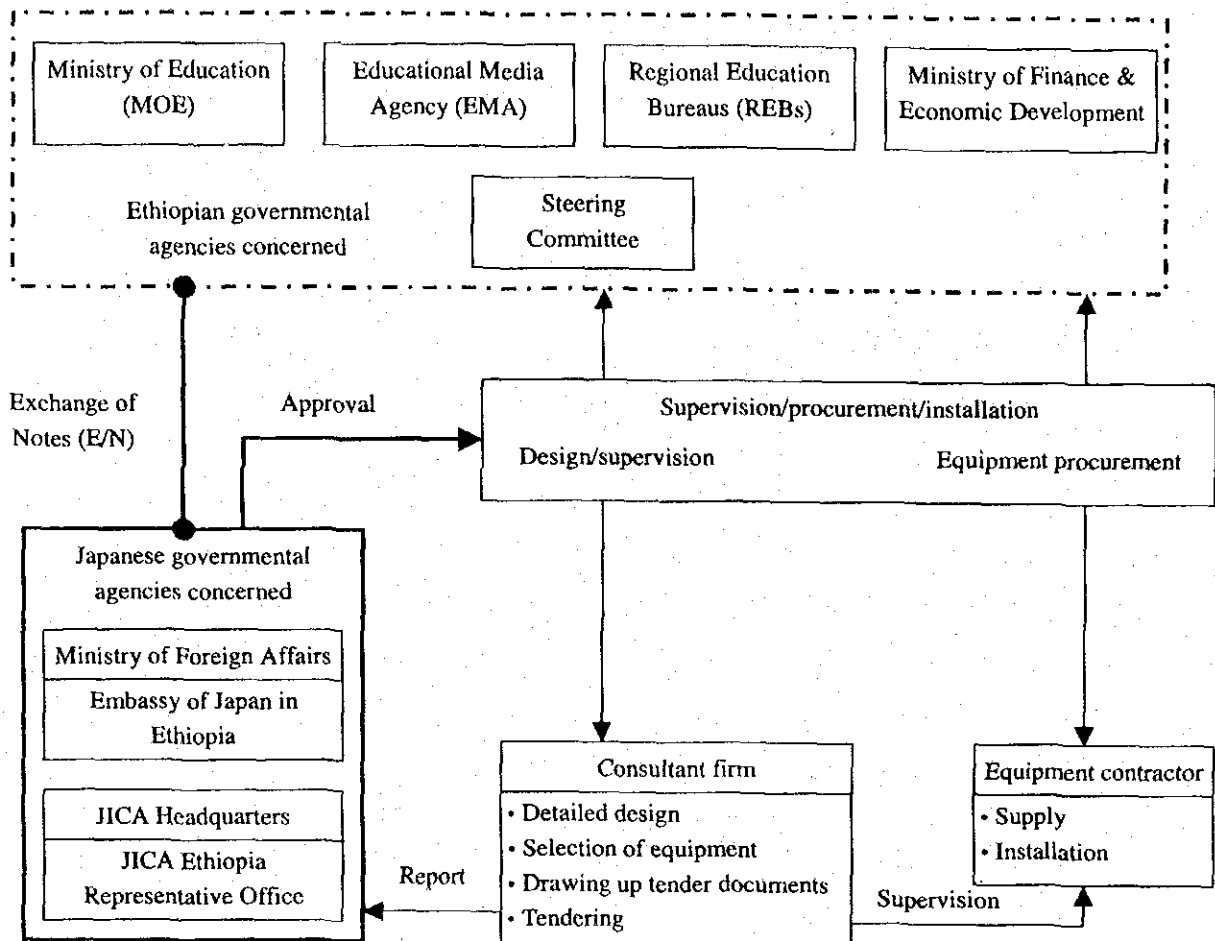 Ministry of Education
(MOE)
Educational Media
Agency (EMA)
Regional Education
Bureaus (REBs)
Ministry of Finance &
Economic Development
Ethiopian governmental
agencies concerned
Steering
Committee
Exchange of
Notes (E/N)
Approval
Supervision/procurement/installation
Design/supervision
Equipment procurement
Japanese governmental
agencies concerned
Ministry of Foreign Affairs
Embassy of Japan in
Ethiopia
JICA Headquarters
JICA Ethiopia
Representative Office
Report
Consultant firm
• Detailed design
• Selection of equipment
• Drawing up tender documents
• Tendering
Supervision
Equipment contractor
• Supply
• Installation